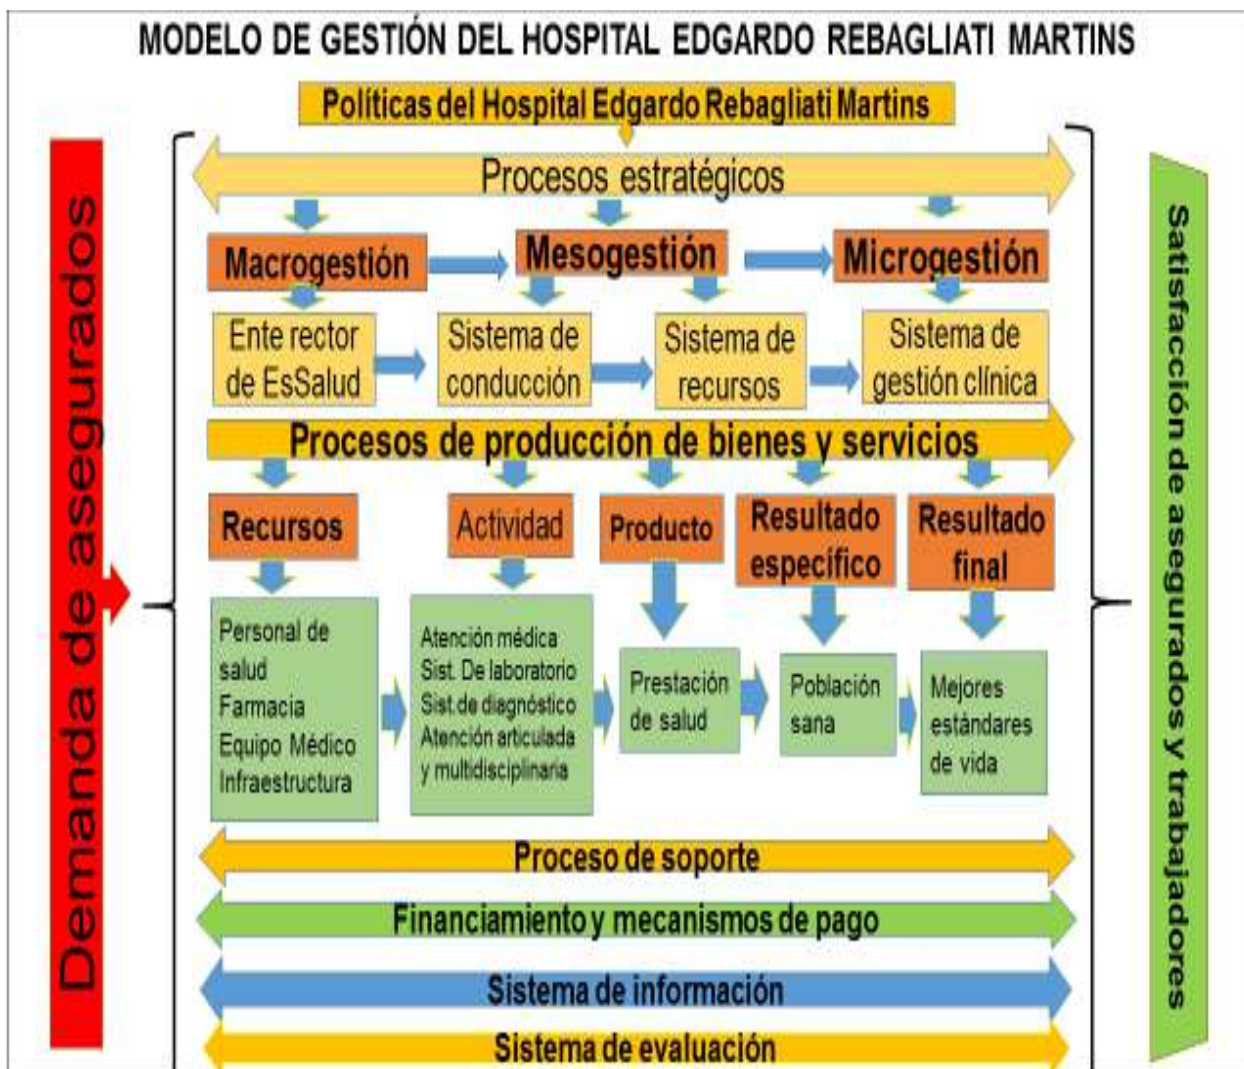 MODELO DE GESTIÓN DEL HOSPITAL EDGARDO REBAGLIATI MARTINS
Políticas del Hospital Edgardo Rebagliati Martins
Demanda de asegurados
Procesos estratégicos
Macrogestión
Mesogestión
Microgestión
Ente rector
de EsSalud
Sistema de
conducción
Sistema de
recursos
Sistema de
gestión clínica
Procesos de producción de bienes y servicios
Recursos
Actividad
Producto
Resultado
específico
Resultado
final
Personal de
salud
Farmacia
Equipo Médico
Infraestructura
Atención médica
Sist. De laboratorio
Sist.de diagnóstico
Atención articulada
y multidisciplinaria
Prestación
de salud
Población
sana
Mejores
estándares
de vida
Proceso de soporte
Financiamiento y mecanismos de pago
Sistema de información
Sistema de evaluación
Satisfacción de asegurados y trabajadores